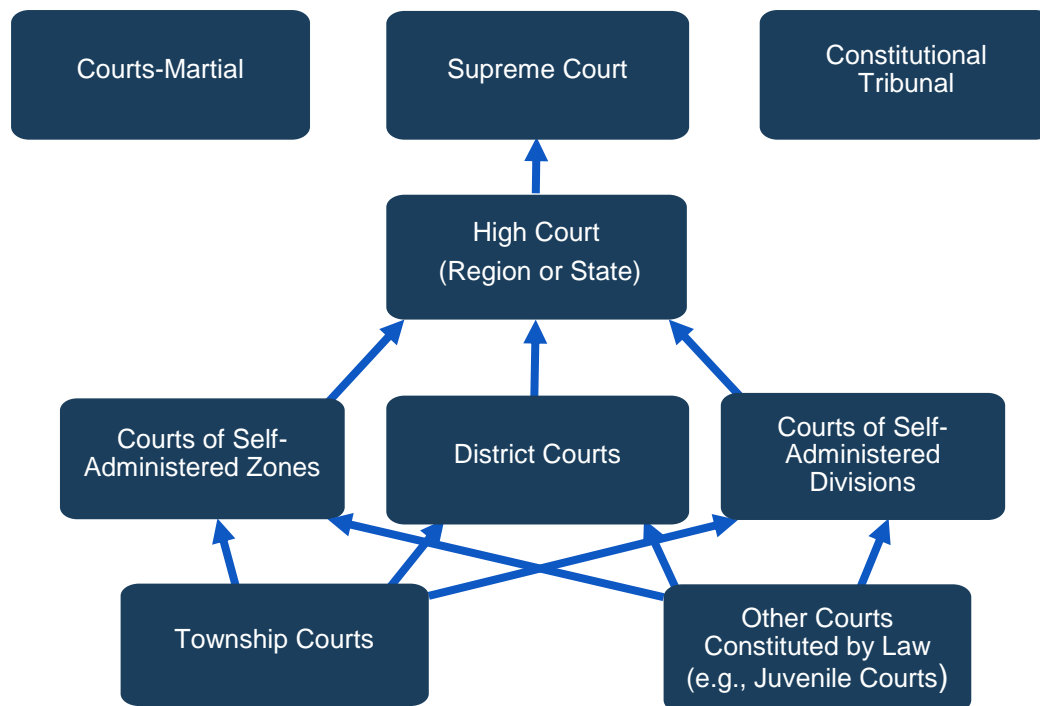 Courts-Martial
Supreme Court
Constitutional
Tribunal
High Court
(Region or State)
Courts of Self-
Administered Zones
District Courts
Courts of Self-
Administered
Divisions
Township Courts
Other Courts
Constituted by Law
(e.g., Juvenile Courts)